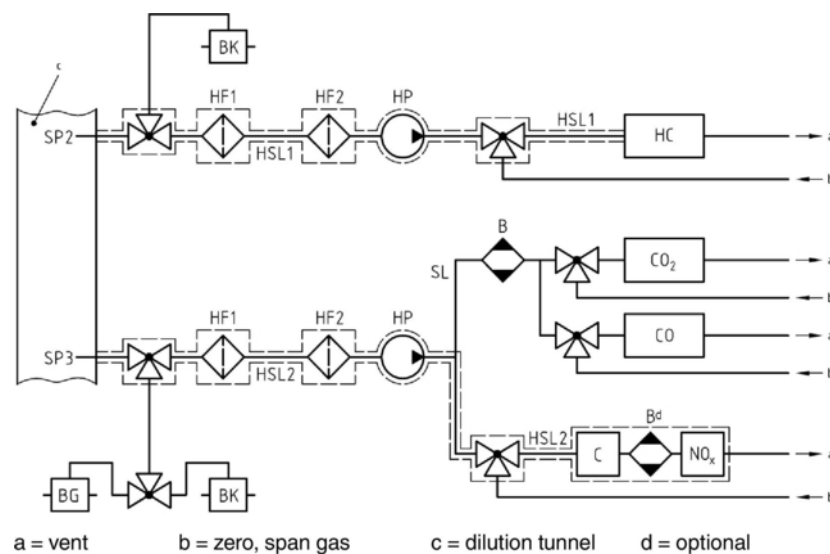 BK
c
HF1 HF2 HP
SP2 HSL1 HSL1 HC a
b
B
SL CO₂ a
b
HF1 HF2 HP CO a
SP3 HSL2 b
HSL2 Bd
C NOₓ a
BG BK b
a = vent b = zero, span gas c = dilution tunnel d = optional